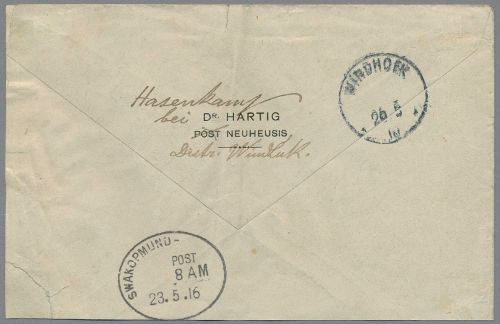 Hasenkamp
bei DR. HARTIG
POST NEUHEUSIS
Distr. Windhuk.
WINDHOEK
26 5
SWAKOPMUND-
POST
8 AM
23.5.16